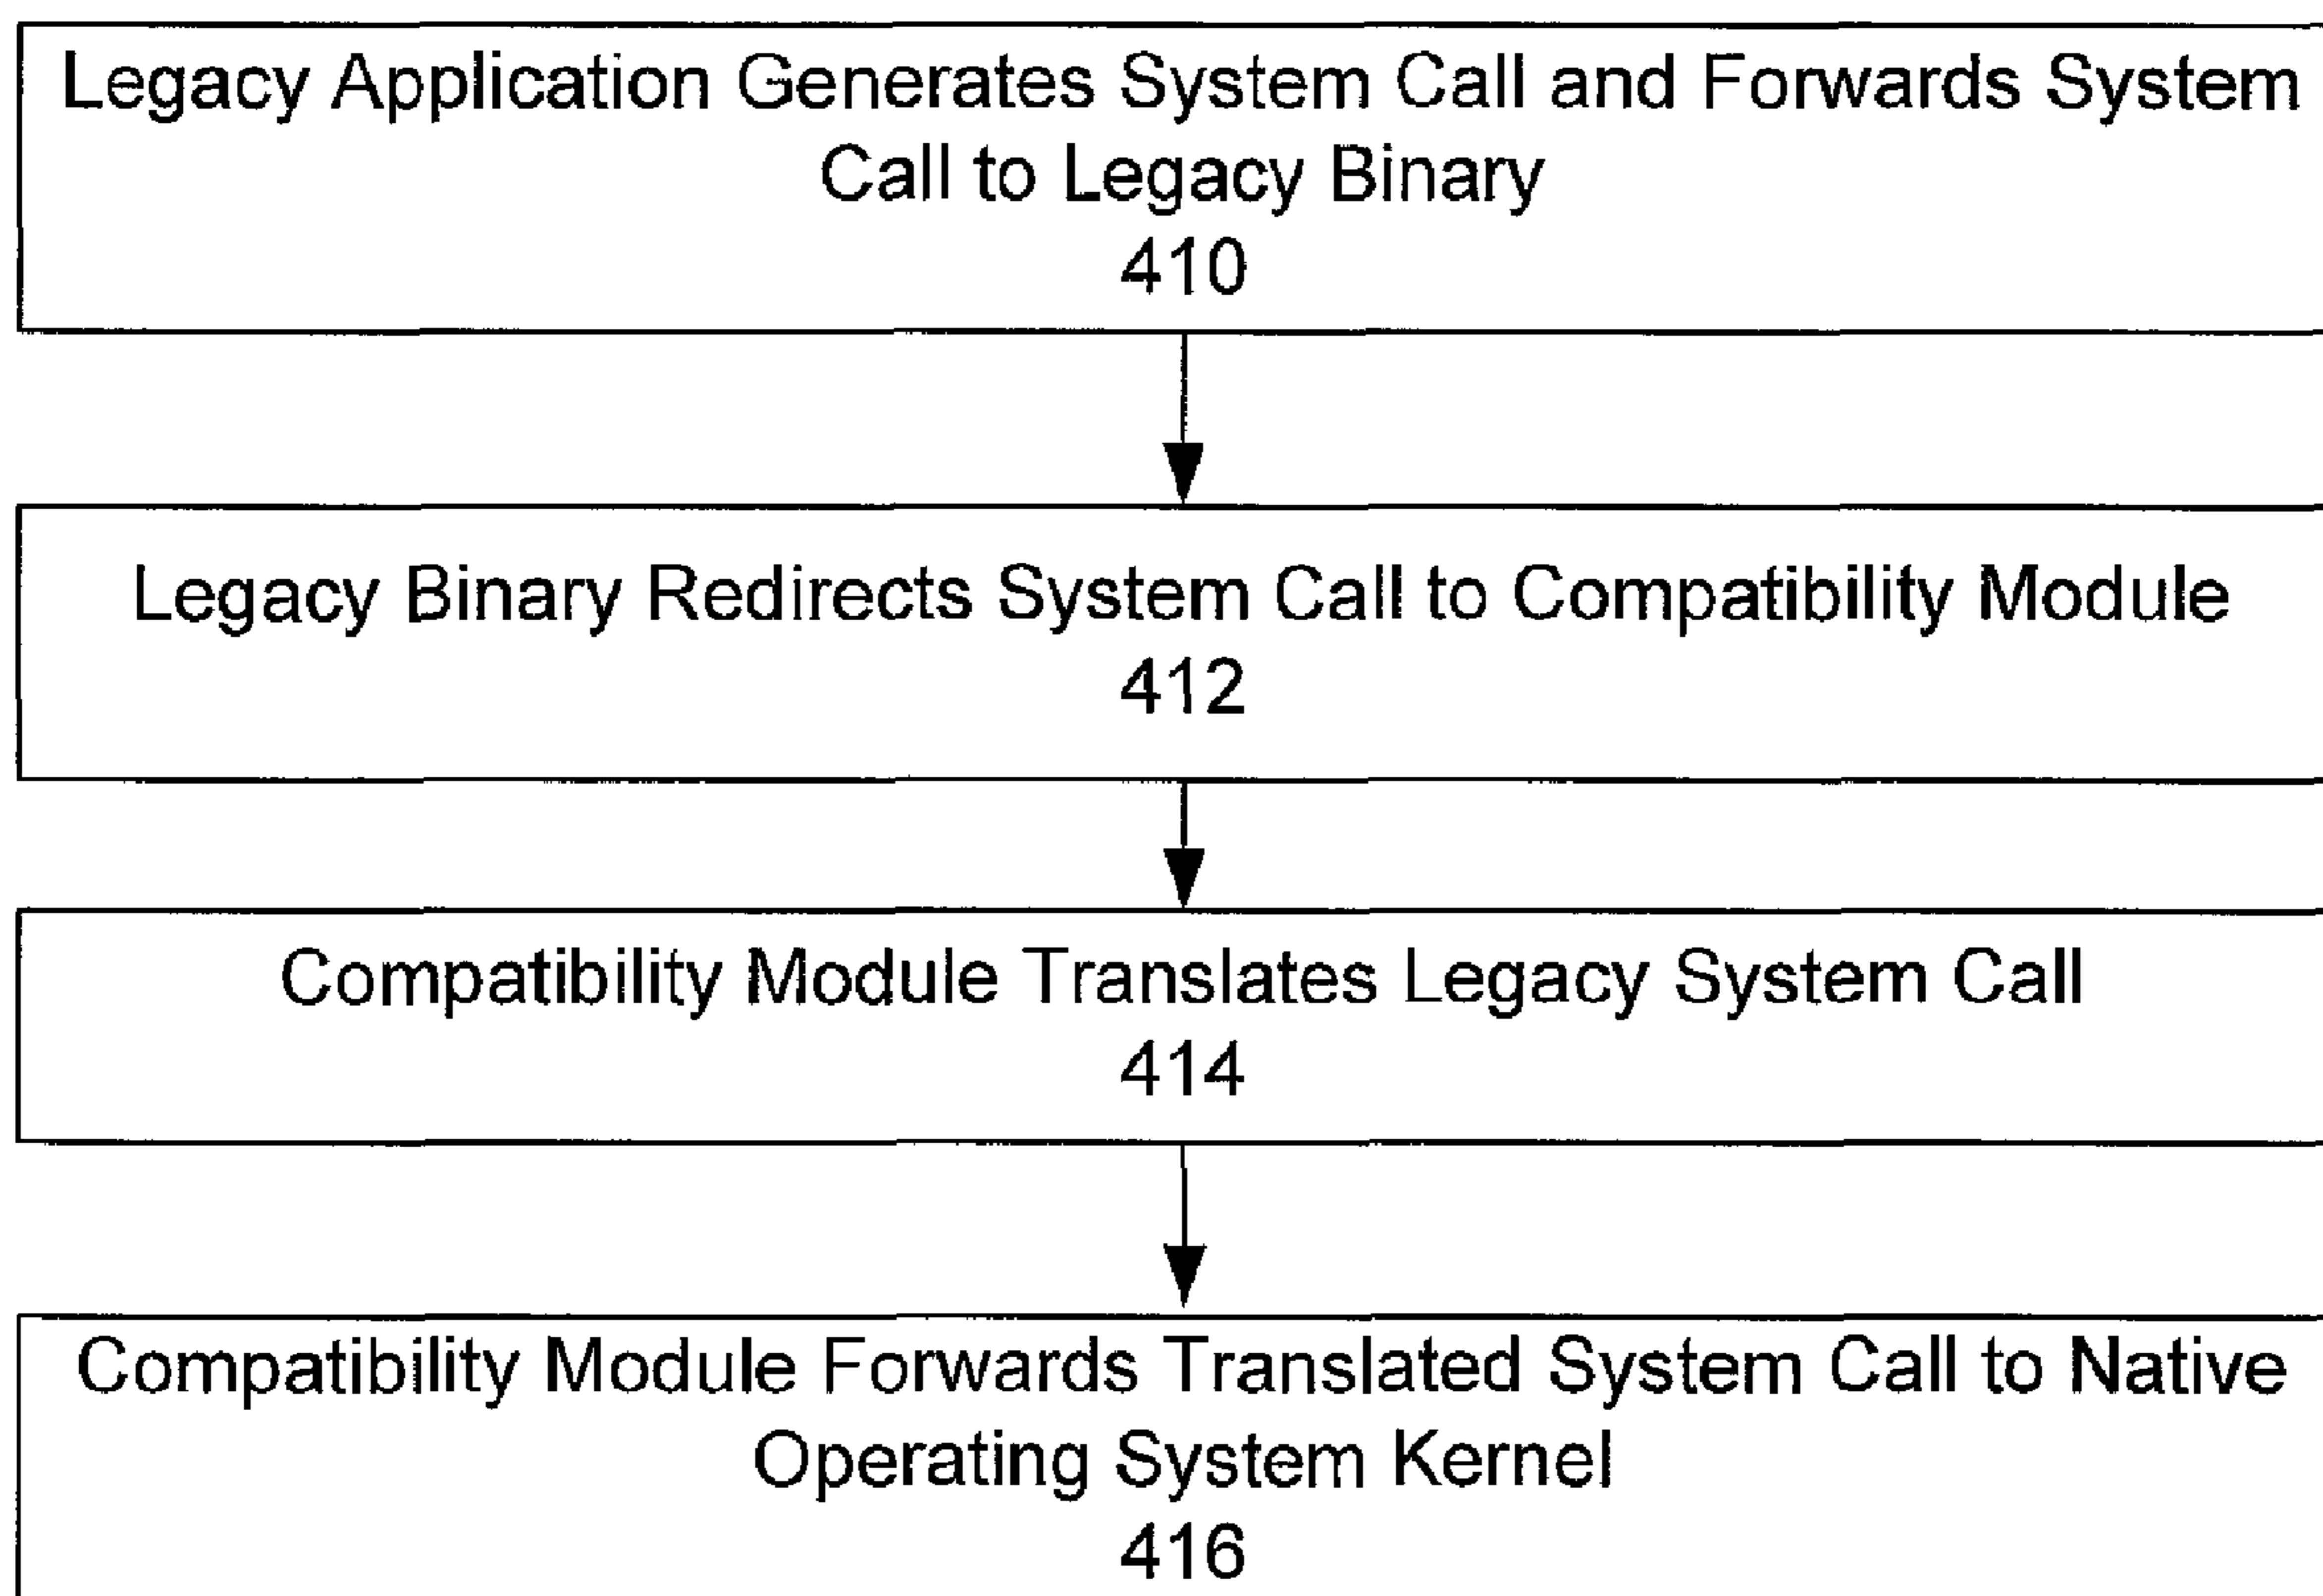 Legacy Application Generates System Call and Forwards System
Call to Legacy Binary
410
Legacy Binary Redirects System Call to Compatibility Module
412
Compatibility Module Translates Legacy System Call
414
Compatibility Module Forwards Translated System Call to Native
Operating System Kernel
416